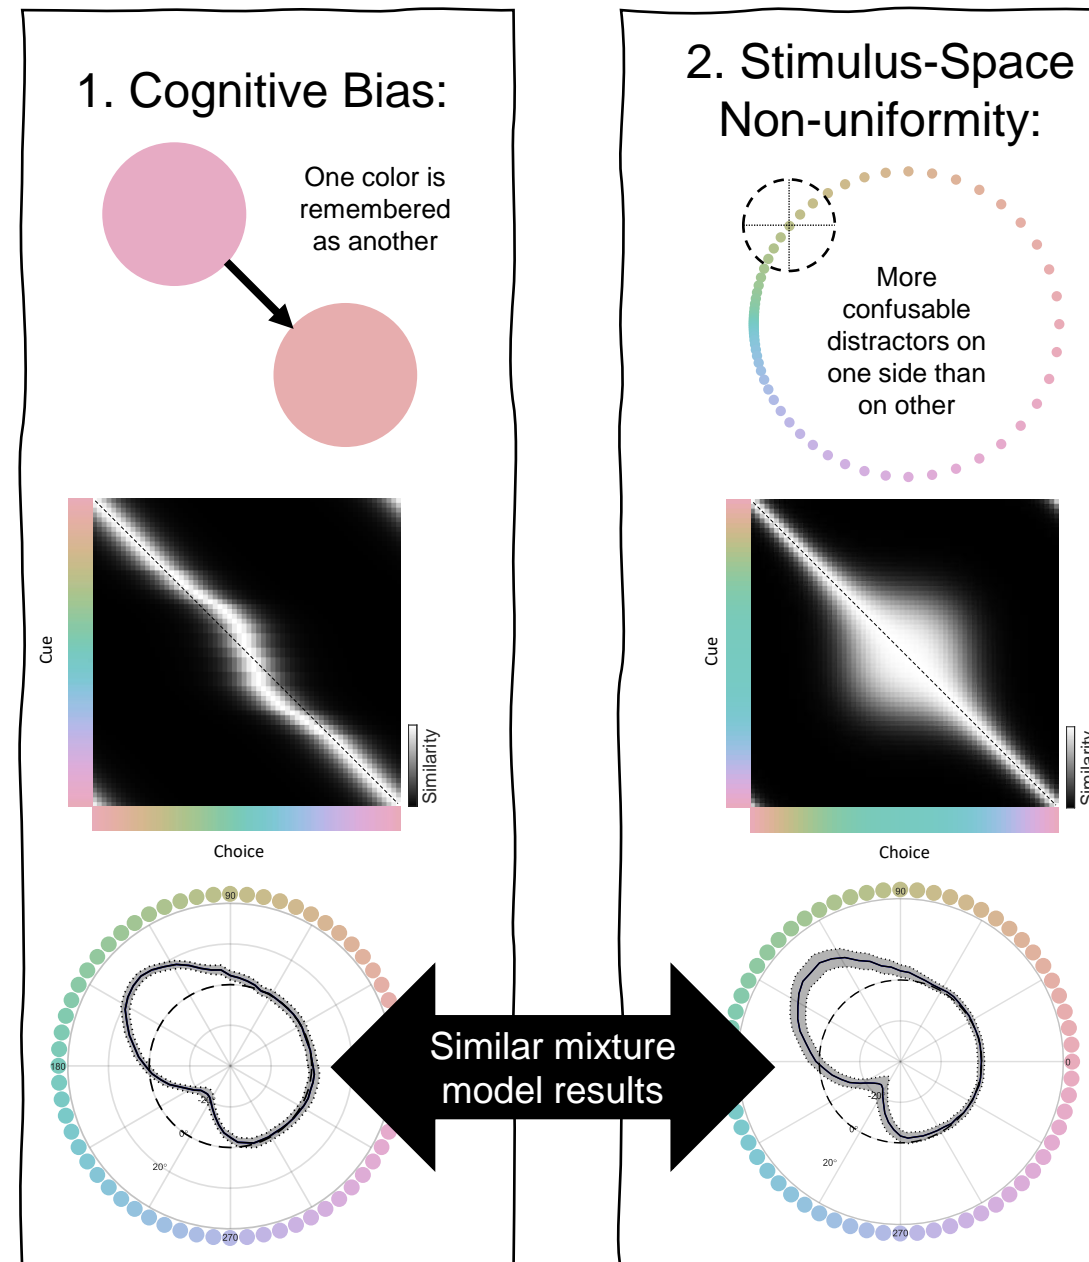 1. Cognitive Bias:
One color is
remembered
as another
Cue
Similarity
Choice
90
180
270
-20
0°
20°
2. Stimulus-Space
Non-uniformity:
More
confusable
distractors on
one side than
on other
Cue
Similarity
Choice
90
0
270
-20
0°
20°
Similar mixture
model results